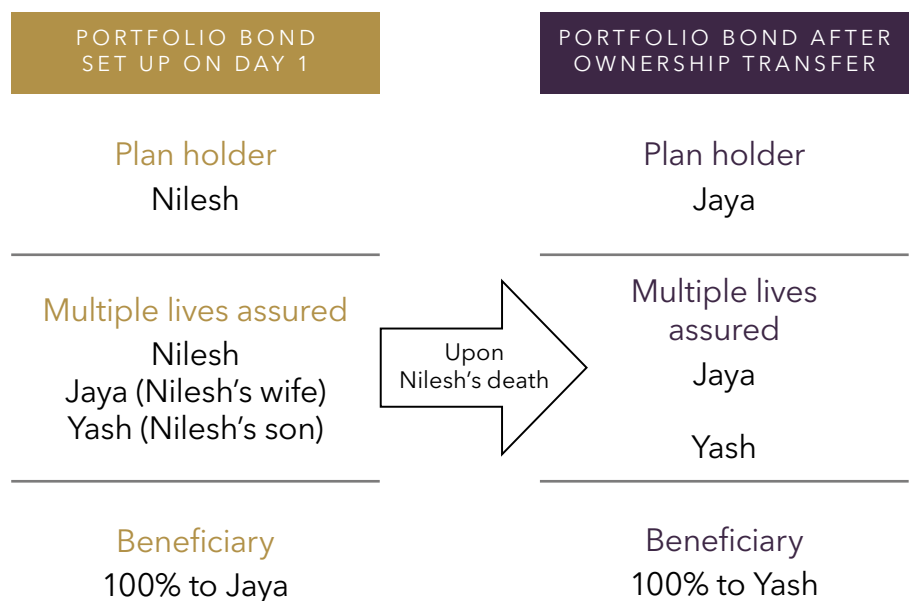 PORTFOLIO BOND
SET UP ON DAY 1
Plan holder
Nilesh
Multiple lives assured
Nilesh
Jaya (Nilesh’s wife)
Yash (Nilesh’s son)
Beneficiary
100% to Jaya
Upon
Nilesh’s death
PORTFOLIO BOND AFTER
OWNERSHIP TRANSFER
Plan holder
Jaya
Multiple lives
assured
Jaya
Yash
Beneficiary
100% to Yash